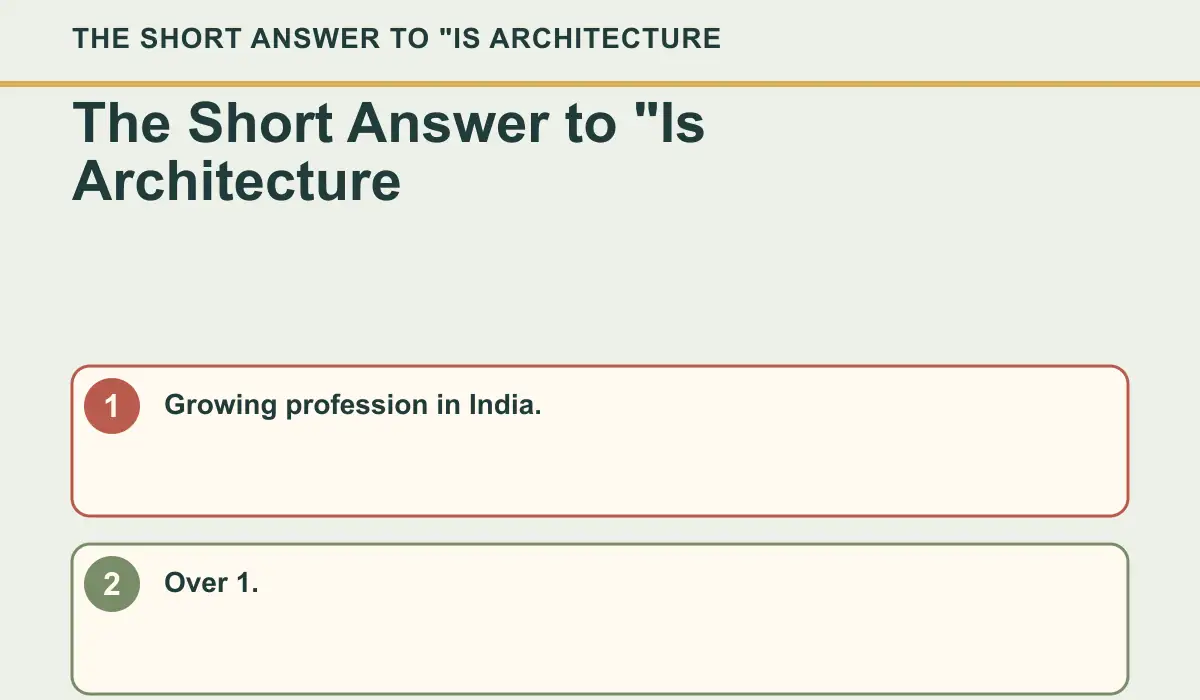 THE SHORT ANSWER TO "IS ARCHITECTURE
The Short Answer to "Is
Architecture
1
Growing profession in India.
2
Over 1.